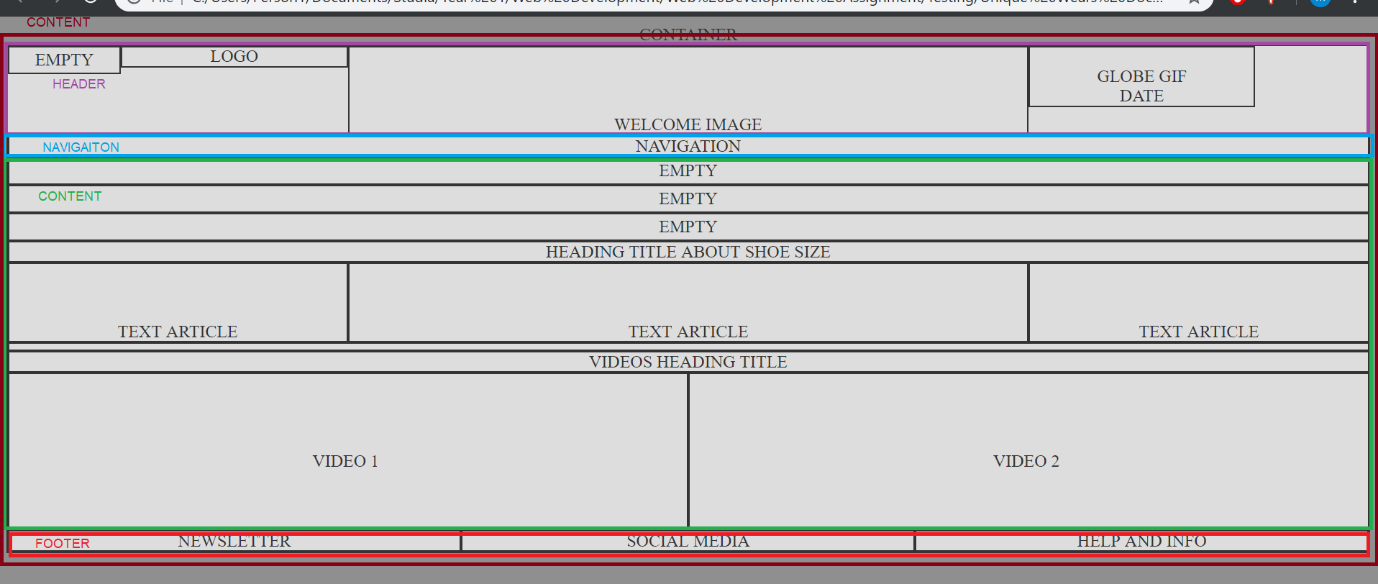 CONTENT
CONTAINER
EMPTY
LOGO
GLOBE GIF
DATE
HEADER
WELCOME IMAGE
NAVIGAITON
NAVIGATION
EMPTY
CONTENT
EMPTY
EMPTY
HEADING TITLE ABOUT SHOE SIZE
TEXT ARTICLE
TEXT ARTICLE
TEXT ARTICLE
VIDEOS HEADING TITLE
VIDEO 1
VIDEO 2
FOOTER
NEWSLETTER
SOCIAL MEDIA
HELP AND INFO